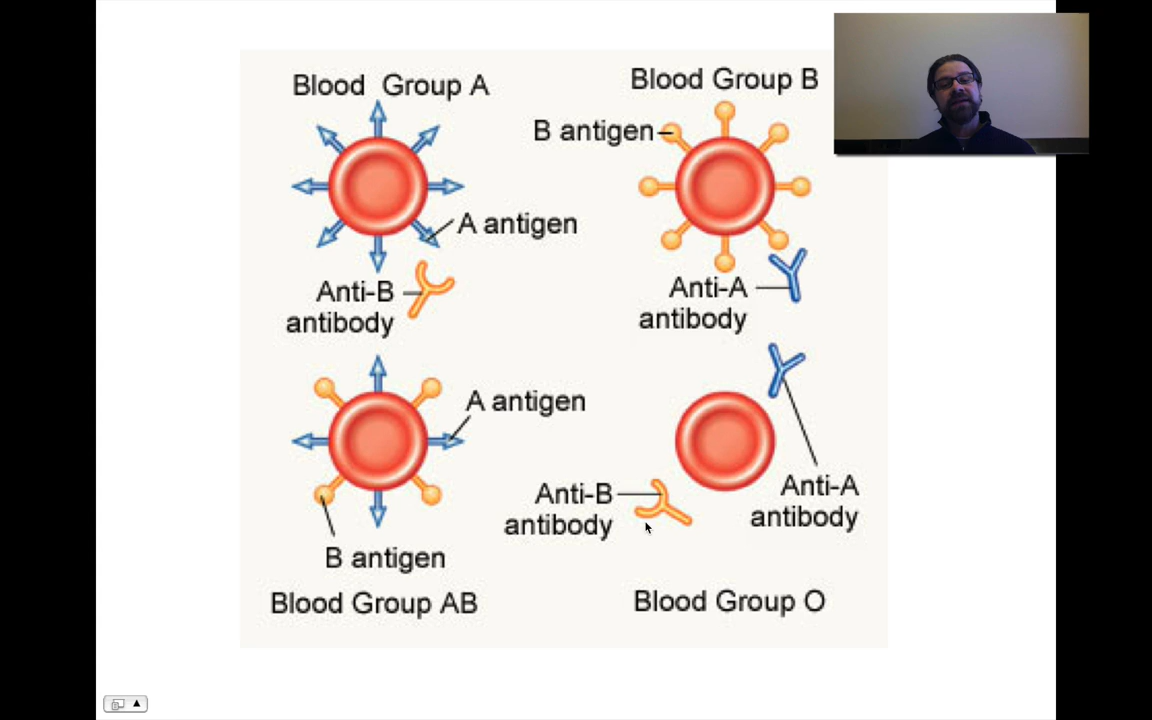 Blood Group A
A antigen
Anti-B
antibody
Blood Group B
B antigen
Anti-A
antibody
A antigen
B antigen
Blood Group AB
Anti-A
antibody
Anti-B
antibody
Blood Group O